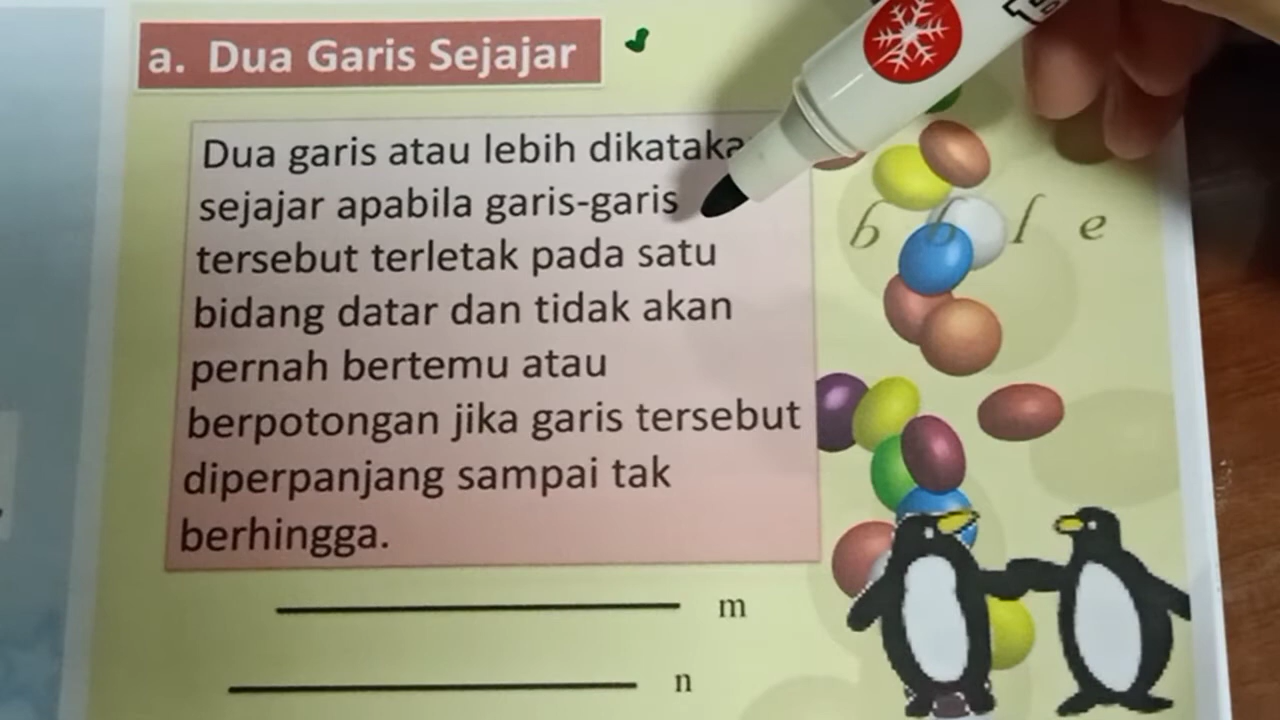 a. Dua Garis Sejajar
Dua garis atau lebih
sejajar apabila garis-garis
tersebut terletak pada satu
bidang datar dan tidak akan
pernah bertemu atau
berpotongan jika garis tersebut
diperpanjang sampai tak
berhingga.
m
n